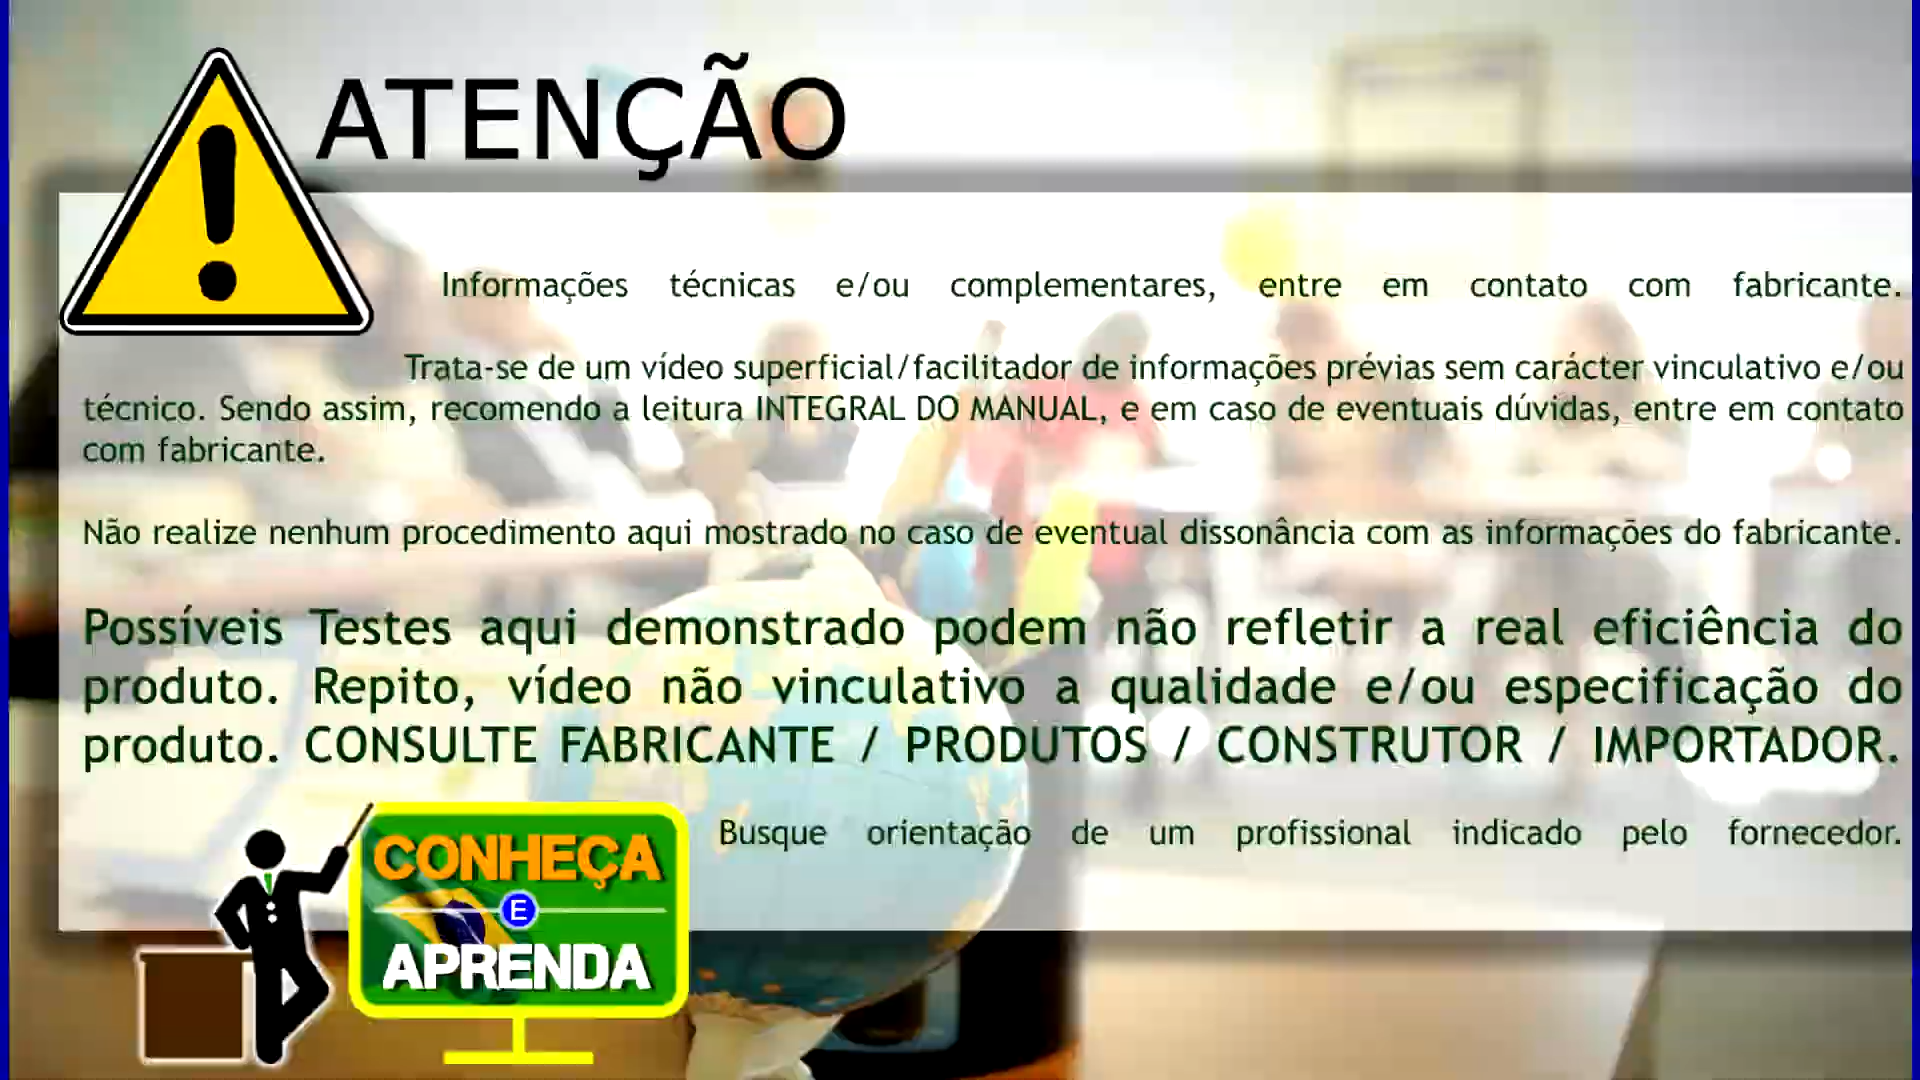 ATENÇÃO
Informações técnicas e/ou complementares, entre em contato com fabricante.
Trata-se de um vídeo superficial/facilitador de informações prévias sem carácter vinculativo e/ou
técnico. Sendo assim, recomendo a leitura INTEGRAL DO MANUAL, e em caso de eventuais dúvidas, entre em contato
com fabricante.
Não realize nenhum procedimento aqui mostrado no caso de eventual dissonância com as informações do fabricante.
Possíveis Testes aqui demonstrado podem não refletir a real eficiência do
produto. Repito, vídeo não vinculativo a qualidade e/ou especificação do
produto. CONSULTE FABRICANTE / PRODUTOS / CONSTRUTOR / IMPORTADOR.
Busque orientação de um profissional indicado pelo fornecedor.
CONHEÇA
E
APRENDA